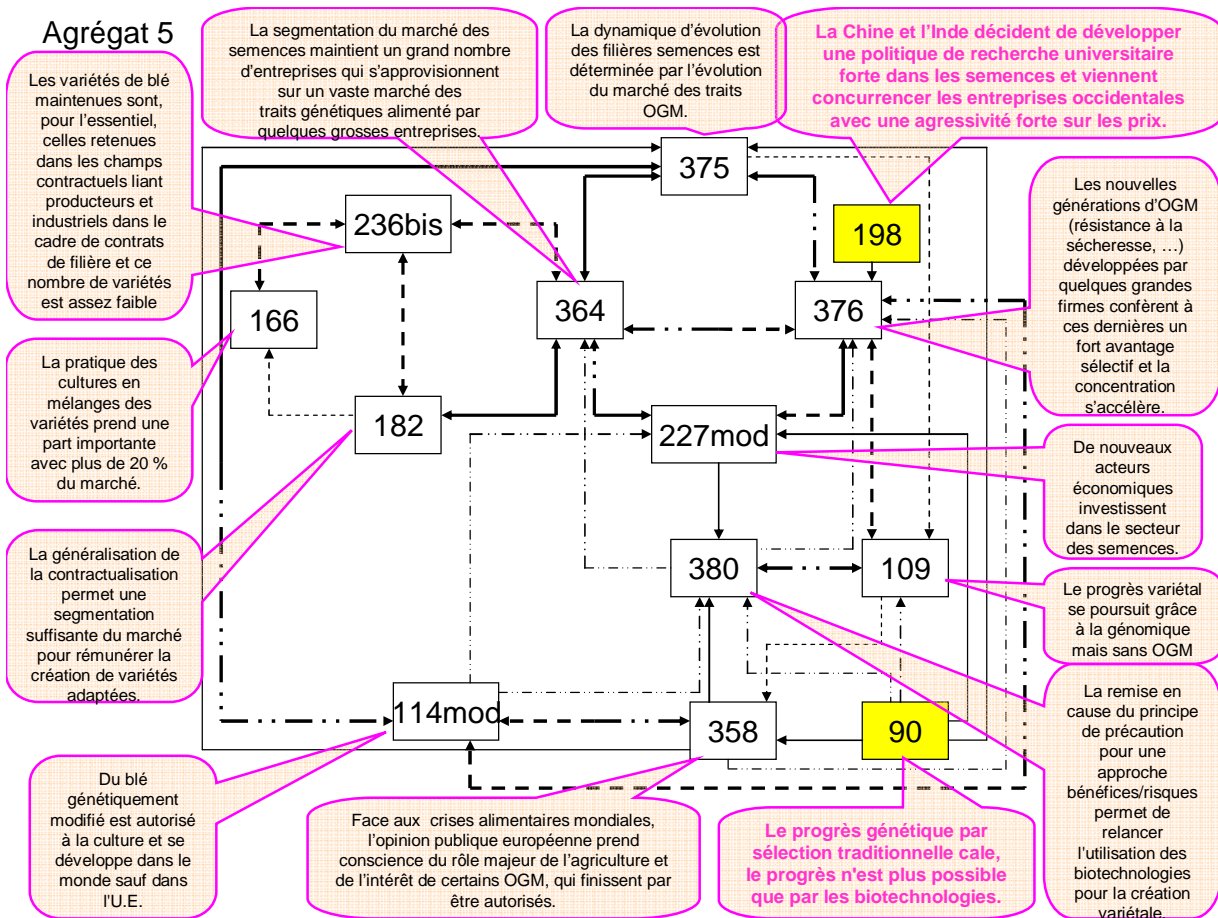 Agrégat 5
La segmentation du marché des
semences maintient un grand nombre
d'entreprises qui s'approvisionnent
sur un vaste marché des
traits génétiques alimenté par
quelques grosses entreprises.
La dynamique d'évolution
des filières semences est
déterminée par l'évolution
du marché des traits
OGM.
La Chine et l'Inde décident de développer
une politique de recherche universitaire
forte dans les semences et viennent
concurrencer les entreprises occidentales
avec une agressivité forte sur les prix.
Les variétés de blé
maintenues sont,
pour l'essentiel,
celles retenues
dans les champs
contractuels liant
producteurs et
industriels dans le
cadre de contrats
de filière et ce
nombre de variétés
est assez faible
375
236bis
198
Les nouvelles
générations d'OGM
(résistance à la
sécheresse, …)
développées par
quelques grandes
firmes confèrent à
ces dernières un
fort avantage
sélectif et la
concentration
s'accélère.
166
364
376
La pratique des
cultures en
mélanges des
variétés prend une
part importante
avec plus de 20 %
du marché.
182
227mod
De nouveaux
acteurs
économiques
investissent
dans le secteur
des semences.
La généralisation de
la contractualisation
permet une
segmentation
suffisante du marché
pour rémunérer la
création de variétés
adaptées.
380
109
Le progrès variétal
se poursuit grâce
à la génomique
mais sans OGM
114mod
358
90
La remise en
cause du principe
de précaution
pour une
approche
bénéfices/risques
permet de
relancer
l'utilisation des
biotechnologies
pour la création
variétale.
Du blé
génétiquement
modifié est autorisé
à la culture et se
développe dans le
monde sauf dans
l'U.E.
Face aux crises alimentaires mondiales,
l'opinion publique européenne prend
conscience du rôle majeur de l'agriculture et
de l'intérêt de certains OGM, qui finissent par
être autorisés.
Le progrès génétique par
sélection traditionnelle cale,
le progrès n'est plus possible
que par les biotechnologies.